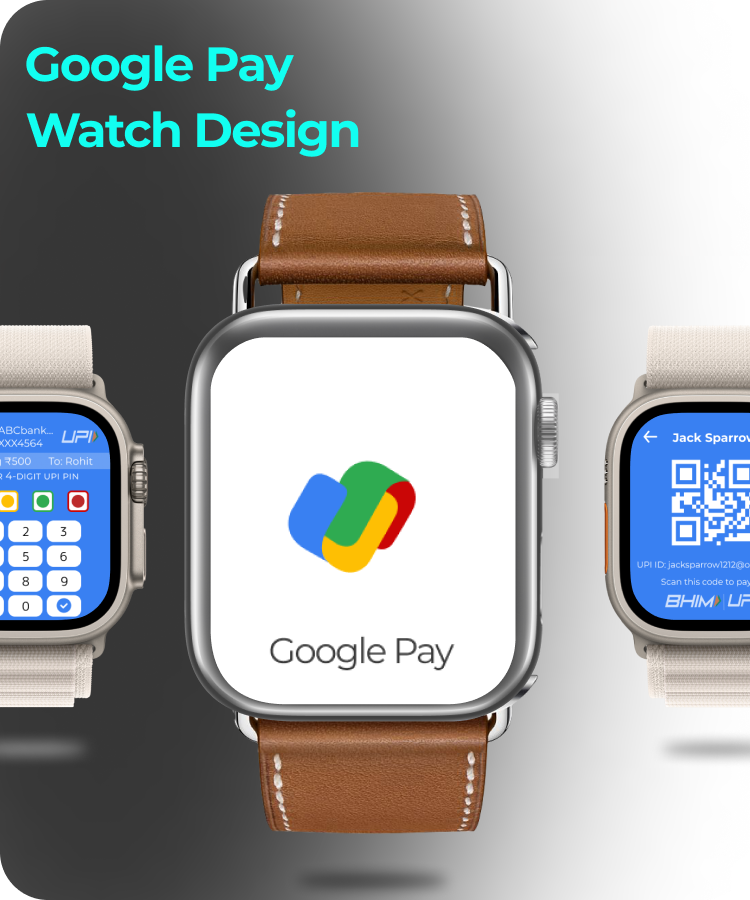 Google Pay
Watch Design
ABCbank...
XXX4564
UPI
₹500 To: Rohit
4-DIGIT UPI PIN
2 3
5 6
8 9
0
Google Pay
Jack Sparrow
UPI ID: jacksparrow1212@o
Scan this code to pay
BHIM UPI